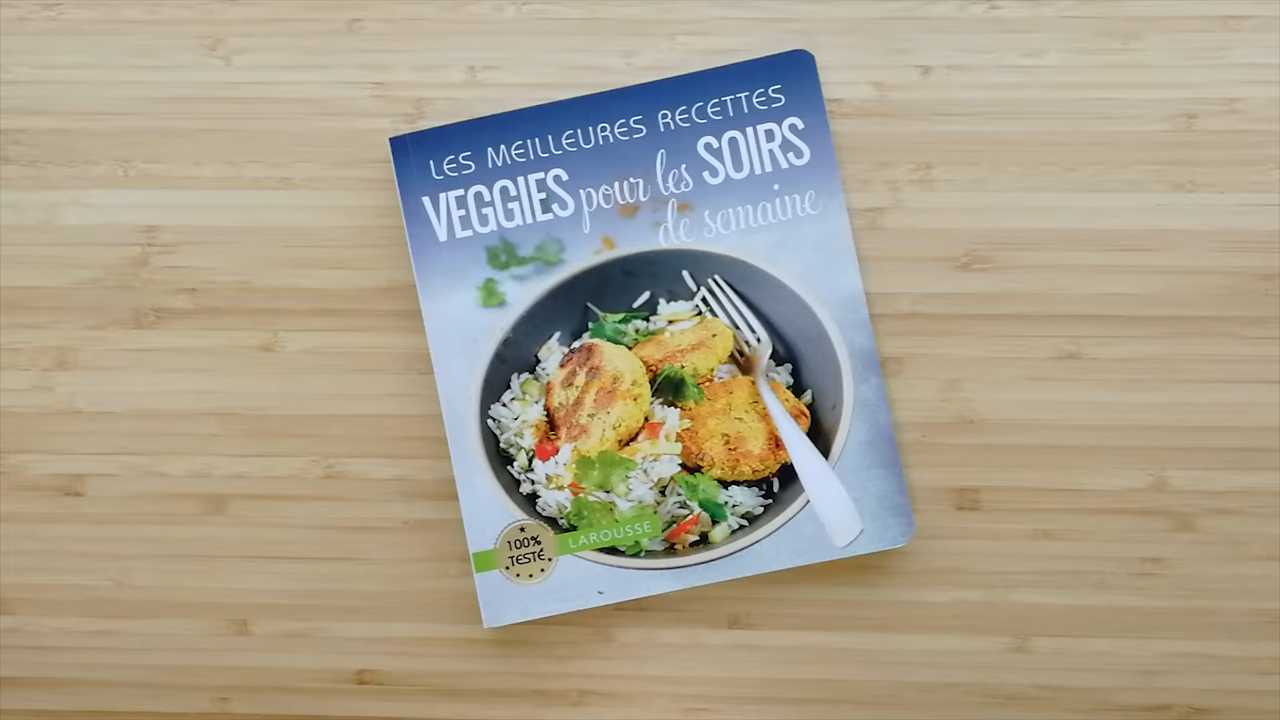 LES MEILLEURES RECETTES
VEGGIES pour les SOIRS
de semaine
100%
TESTÉ
LAROUSSE